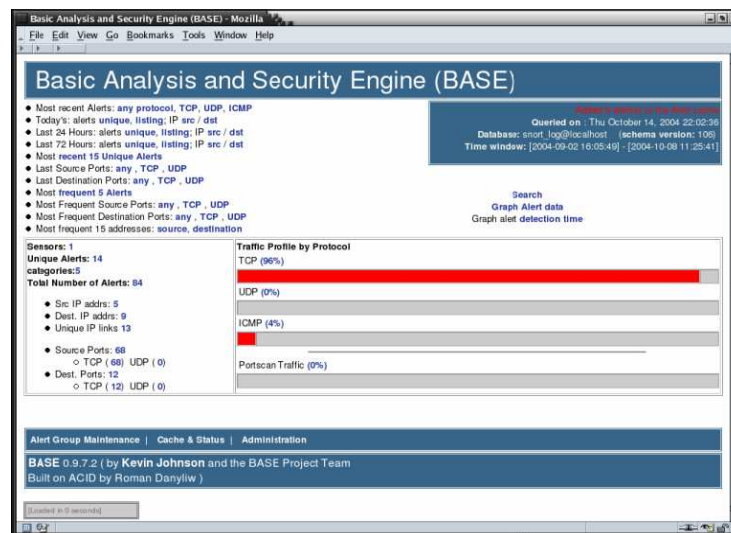 Basic Analysis and Security Engine (BASE) - Mozilla
File Edit View Go Bookmarks Tools Window Help
Basic Analysis and Security Engine (BASE)
● Most recent Alerts: any protocol, TCP, UDP, ICMP
● Today's: alerts unique, listing; IP src / dst
● Last 24 Hours: alerts unique, listing; IP src / dst
● Last 72 Hours: alerts unique, listing; IP src / dst
● Most recent 15 Unique Alerts
● Last Source Ports: any , TCP , UDP
● Last Destination Ports: any , TCP , UDP
● Most frequent 5 Alerts
● Most Frequent Source Ports: any , TCP , UDP
● Most Frequent Destination Ports: any , TCP , UDP
● Most frequent 15 addresses: source, destination
Queried on : Thu October 14, 2004 22:02:36
Database: snort_log@localhost (schema version: 106)
Time window: [2004-09-02 16:05:49] - [2004-10-08 11:25:41]
Search
Graph Alert data
Graph alet detection time
Sensors: 1
Unique Alerts: 14
categories:5
Total Number of Alerts: 84
● Src IP addrs: 5
● Dest. IP addrs: 9
● Unique IP links 13
● Source Ports: 68
○ TCP ( 68) UDP ( 0)
● Dest. Ports: 12
○ TCP ( 12) UDP ( 0)
Traffic Profile by Protocol
TCP (96%)
UDP (0%)
ICMP (4%)
Portscan Traffic (0%)
Alert Group Maintenance | Cache & Status | Administration
BASE 0.9.7.2 ( by Kevin Johnson and the BASE Project Team
Built on ACID by Roman Danyliw )
[Loaded in 0 seconds]